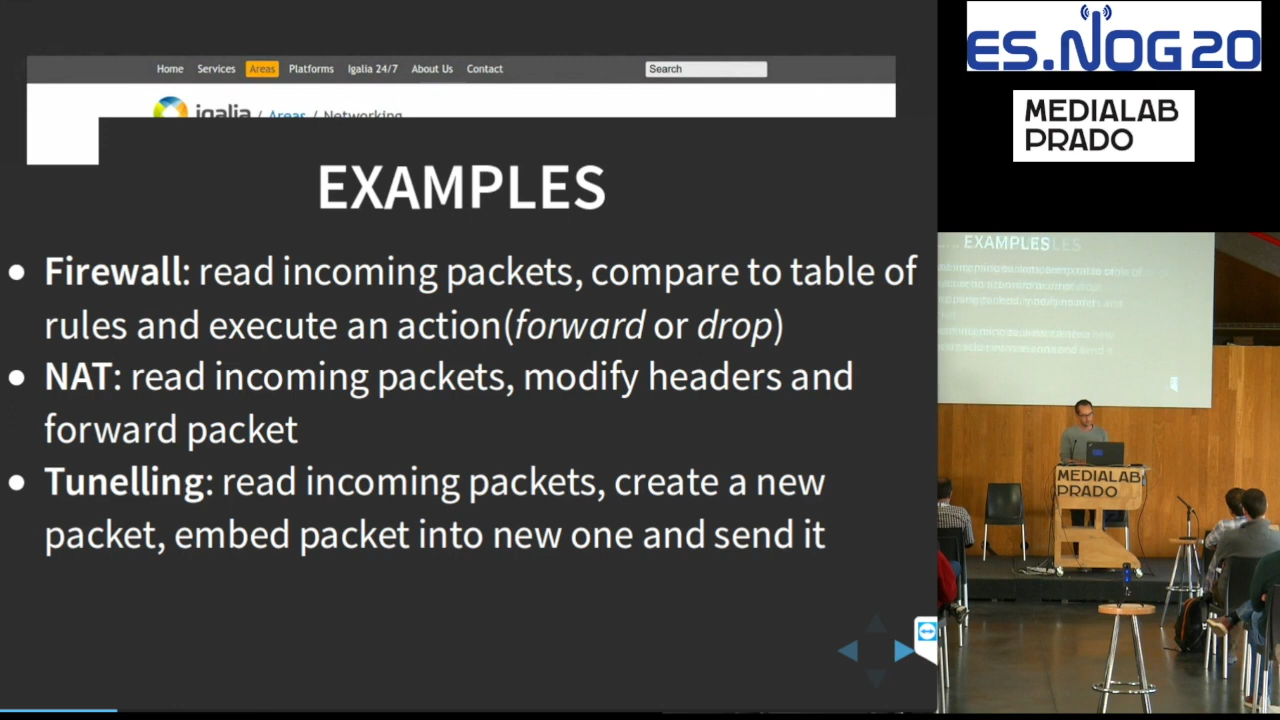 Home Services Areas Platforms Igalia 24/7 About Us Contact Search
igalia / Areas / Networking
EXAMPLES
• Firewall: read incoming packets, compare to table of
rules and execute an action(forward or drop)
• NAT: read incoming packets, modify headers and
forward packet
• Tunelling: read incoming packets, create a new
packet, embed packet into new one and send it
ES.NOG 20
MEDIALAB
PRADO
EXAMPLES
MEDIALAB
PRADO